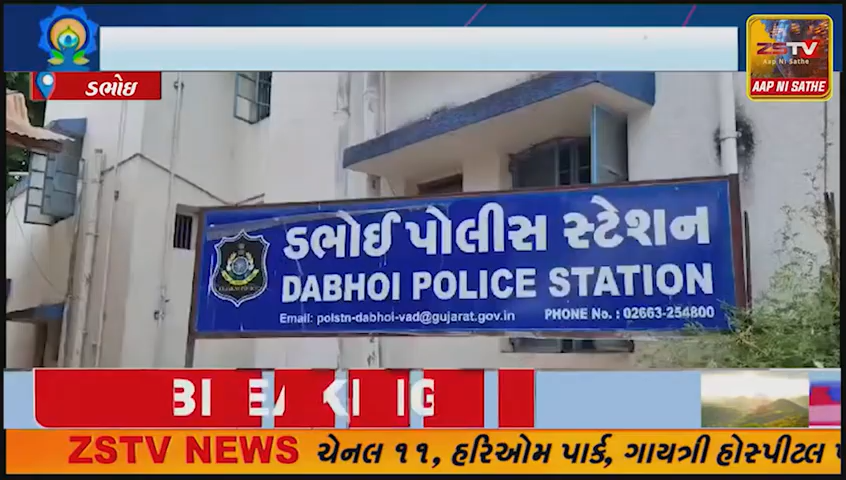 ZSTV
Aap Ni Sathe
AAP NI SATHE
ડભોઇ
ડભોઈ પોલીસ સ્ટેશન
DABHOI POLICE STATION
Email: polstn-dabhoi-vad@gujarat.gov.in PHONE No. : 02663-254800
ZSTV NEWS ચેનલ ૧૧, હરિઓમ પાર્ક, ગાયત્રી હોસ્પીટલ